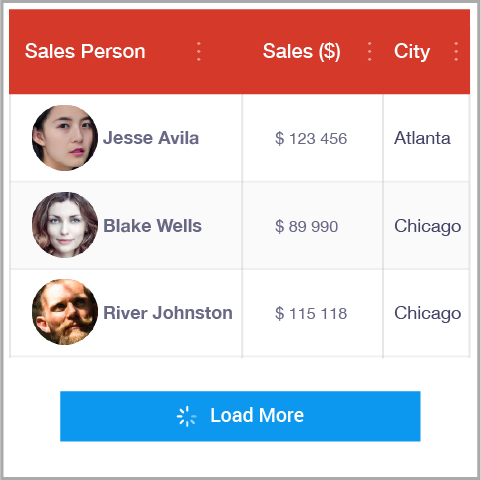 Sales Person Sales ($) City
Jesse Avila $ 123 456 Atlanta
Blake Wells $ 89 990 Chicago
River Johnston $ 115 118 Chicago
Load More